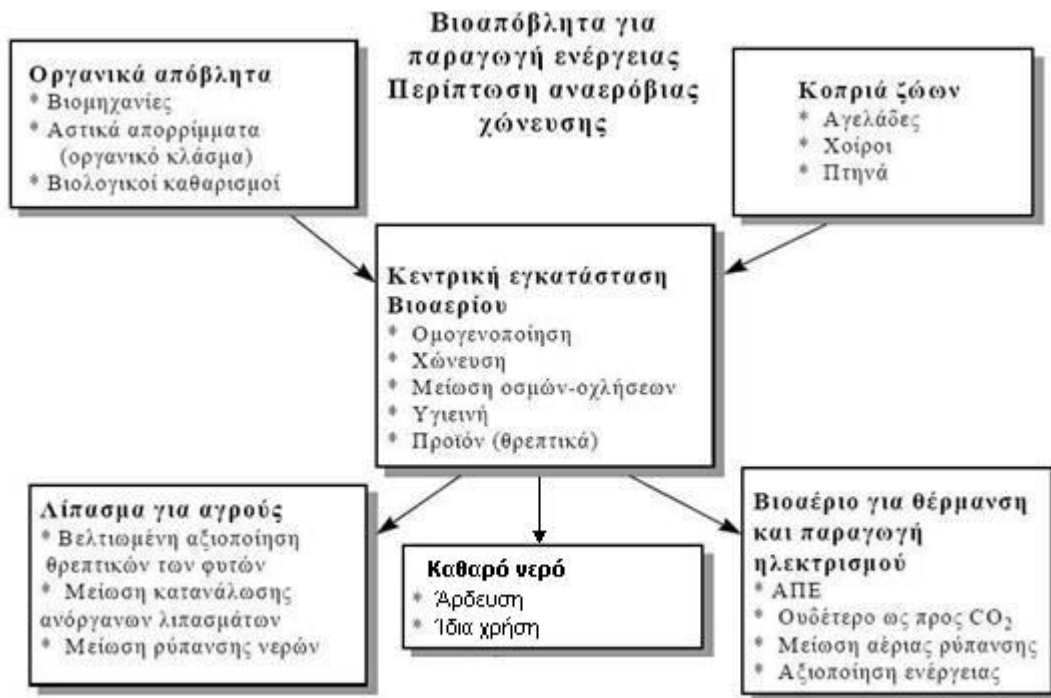 Βιοαπόβλητα για
παραγωγή ενέργειας
Περίπτωση αναερόβιας
χώνευσης
Οργανικά απόβλητα
* Βιομηχανίες
* Αστικά απορρίμματα
(οργανικό κλάσμα)
* Βιολογικοί καθαρισμοί
Κοπριά ζώων
* Αγελάδες
* Χοίροι
* Πτηνά
Κεντρική εγκατάσταση
Βιοαερίου
* Ομογενοποίηση
* Χώνευση
* Μείωση οσμών-οχλήσεων
* Υγιεινή
* Προϊόν (θρεπτικά)
Λίπασμα για αγρούς
* Βελτιωμένη αξιοποίηση
θρεπτικών των φυτών
* Μείωση κατανάλωσης
ανόργανων λιπασμάτων
* Μείωση ρύπανσης νερών
Καθαρό νερό
* Άρδευση
* Ίδια χρήση
Βιοαέριο για θέρμανση
και παραγωγή
ηλεκτρισμού
* ΑΠΕ
* Ουδέτερο ως προς CO₂
* Μείωση αέριας ρύπανσης
* Αξιοποίηση ενέργειας